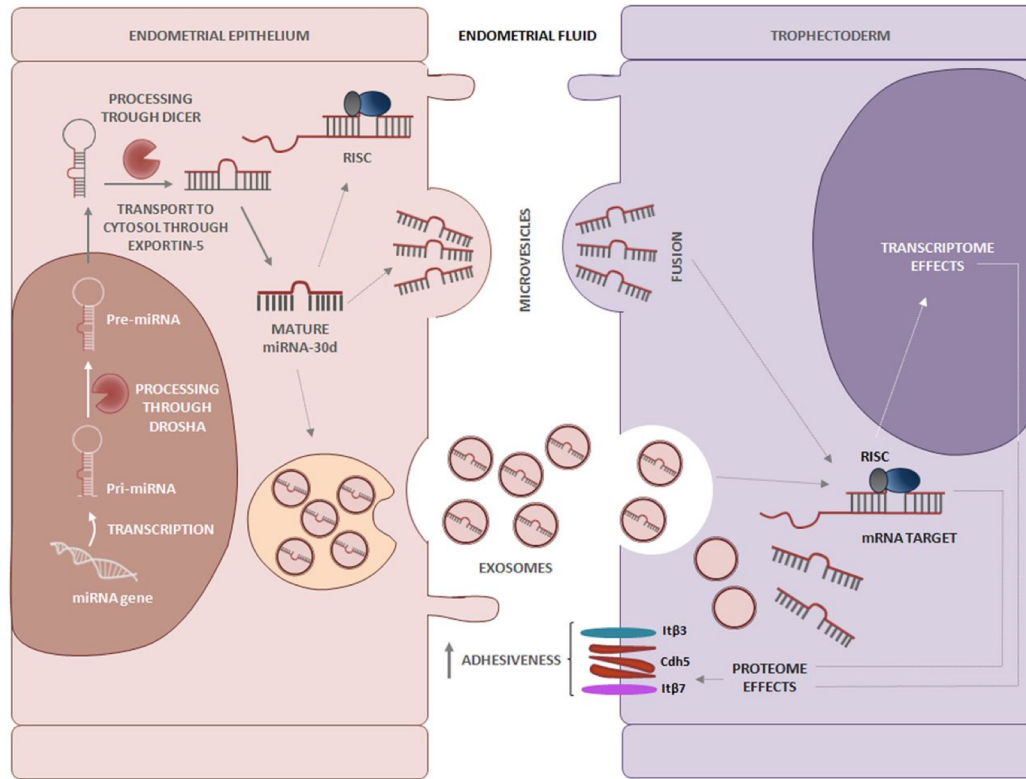 ENDOMETRIAL EPITHELIUM
ENDOMETRIAL FLUID
TROPHECTODERM
PROCESSING
TROUGH DICER
RISC
TRANSPORT TO
CYTOSOL THROUGH
EXPORTIN-5
MATURE
miRNA-30d
Pre-miRNA
PROCESSING
THROUGH
DROSHA
Pri-miRNA
TRANSCRIPTION
miRNA gene
MICROVESICLES
EXOSOMES
FUSION
TRANSCRIPTOME
EFFECTS
RISC
mRNA TARGET
ADHESIVENESS
Itβ3
Cdh5
Itβ7
PROTEOME
EFFECTS